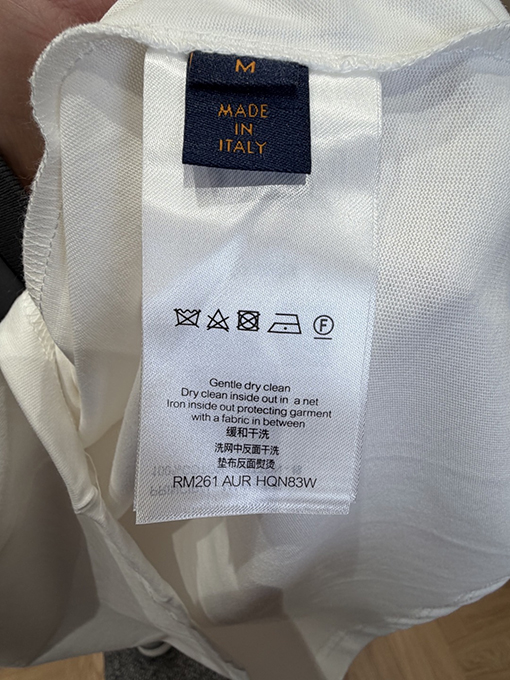 M
MADE
IN
ITALY
F
Gentle dry clean
Dry clean inside out in a net
Iron inside out protecting garment
with a fabric in between
缓和干洗
洗网中反面干洗
垫布反面熨烫
RM261 AUR HQN83W